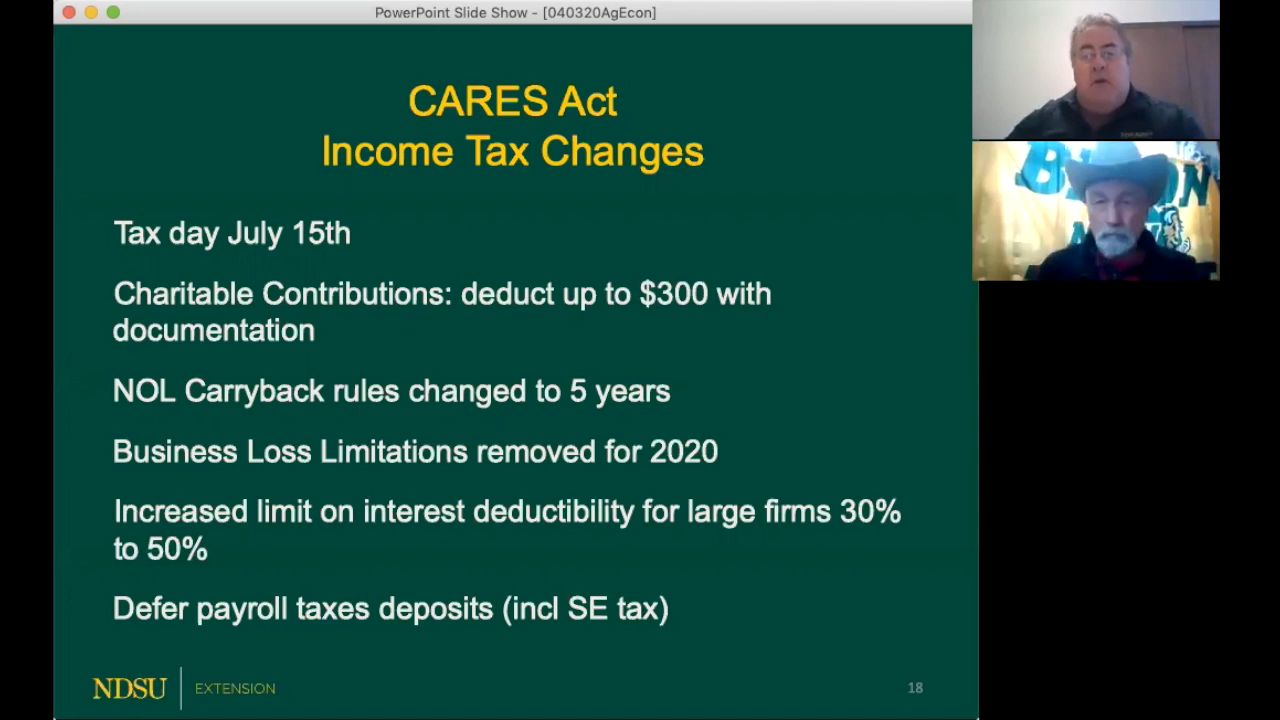 PowerPoint Slide Show - [040320AgEcon]
CARES Act
Income Tax Changes
Tax day July 15th
Charitable Contributions: deduct up to $300 with
documentation
NOL Carryback rules changed to 5 years
Business Loss Limitations removed for 2020
Increased limit on interest deductibility for large firms 30%
to 50%
Defer payroll taxes deposits (incl SE tax)
NDSU EXTENSION
18